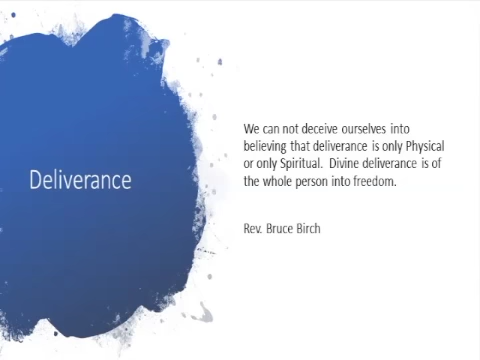 Deliverance
We can not deceive ourselves into
believing that deliverance is only Physical
or only Spiritual. Divine deliverance is of
the whole person into freedom.
Rev. Bruce Birch